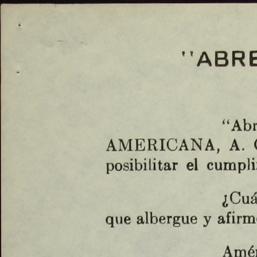 "ABRE
"Abr
AMERICANA, A.
posibilitar el cumpli
¿Cuá
que albergue y afirm
Amér